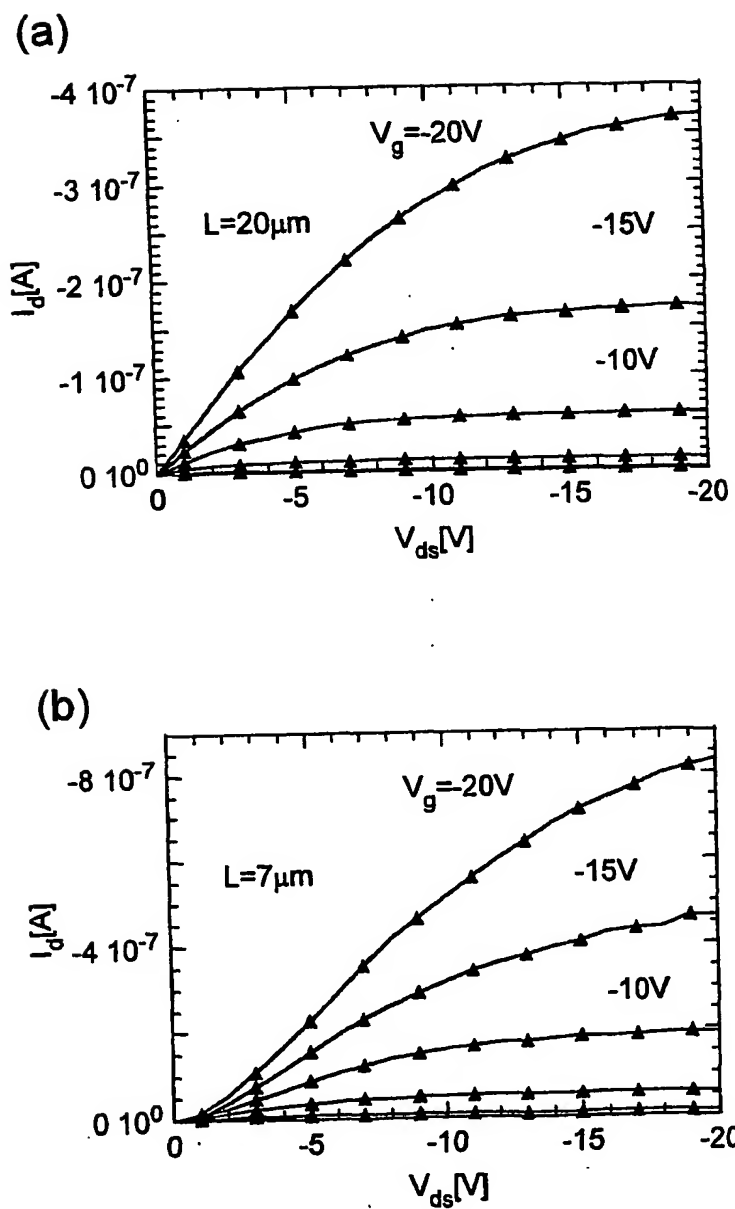 (a)
-4 10-7
-3 10-7
-2 10-7
-1 10-7
0 10⁰
Id[A]
Vg=-20V
L=20μm
-15V
-10V
0 -5 -10 -15 -20
Vds[V]
(b)
-8 10-7
-4 10-7
0 10⁰
Id[A]
Vg=-20V
L=7μm
-15V
-10V
0 -5 -10 -15 -20
Vds[V]